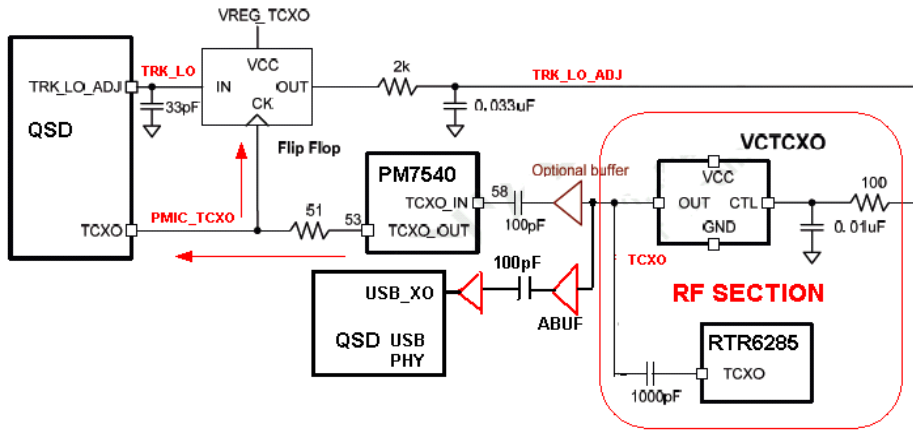 VREG_TCXO
TRK_LO_ADJ
QSD
TCXO
TRK_LO
33pF
VCC
IN
OUT
CK
Flip Flop
2k
0.033uF
TRK_LO_ADJ
PMIC_TCXO
51
53
PM7540
TCXO_IN
TCXO_OUT
58
100pF
Optional buffer
VCTCXO
VCC
OUT
CTL
GND
100
0.01uF
TCXO
RF SECTION
100pF
ABUF
USB_XO
QSD USB
PHY
RTR6285
TCXO
1000pF